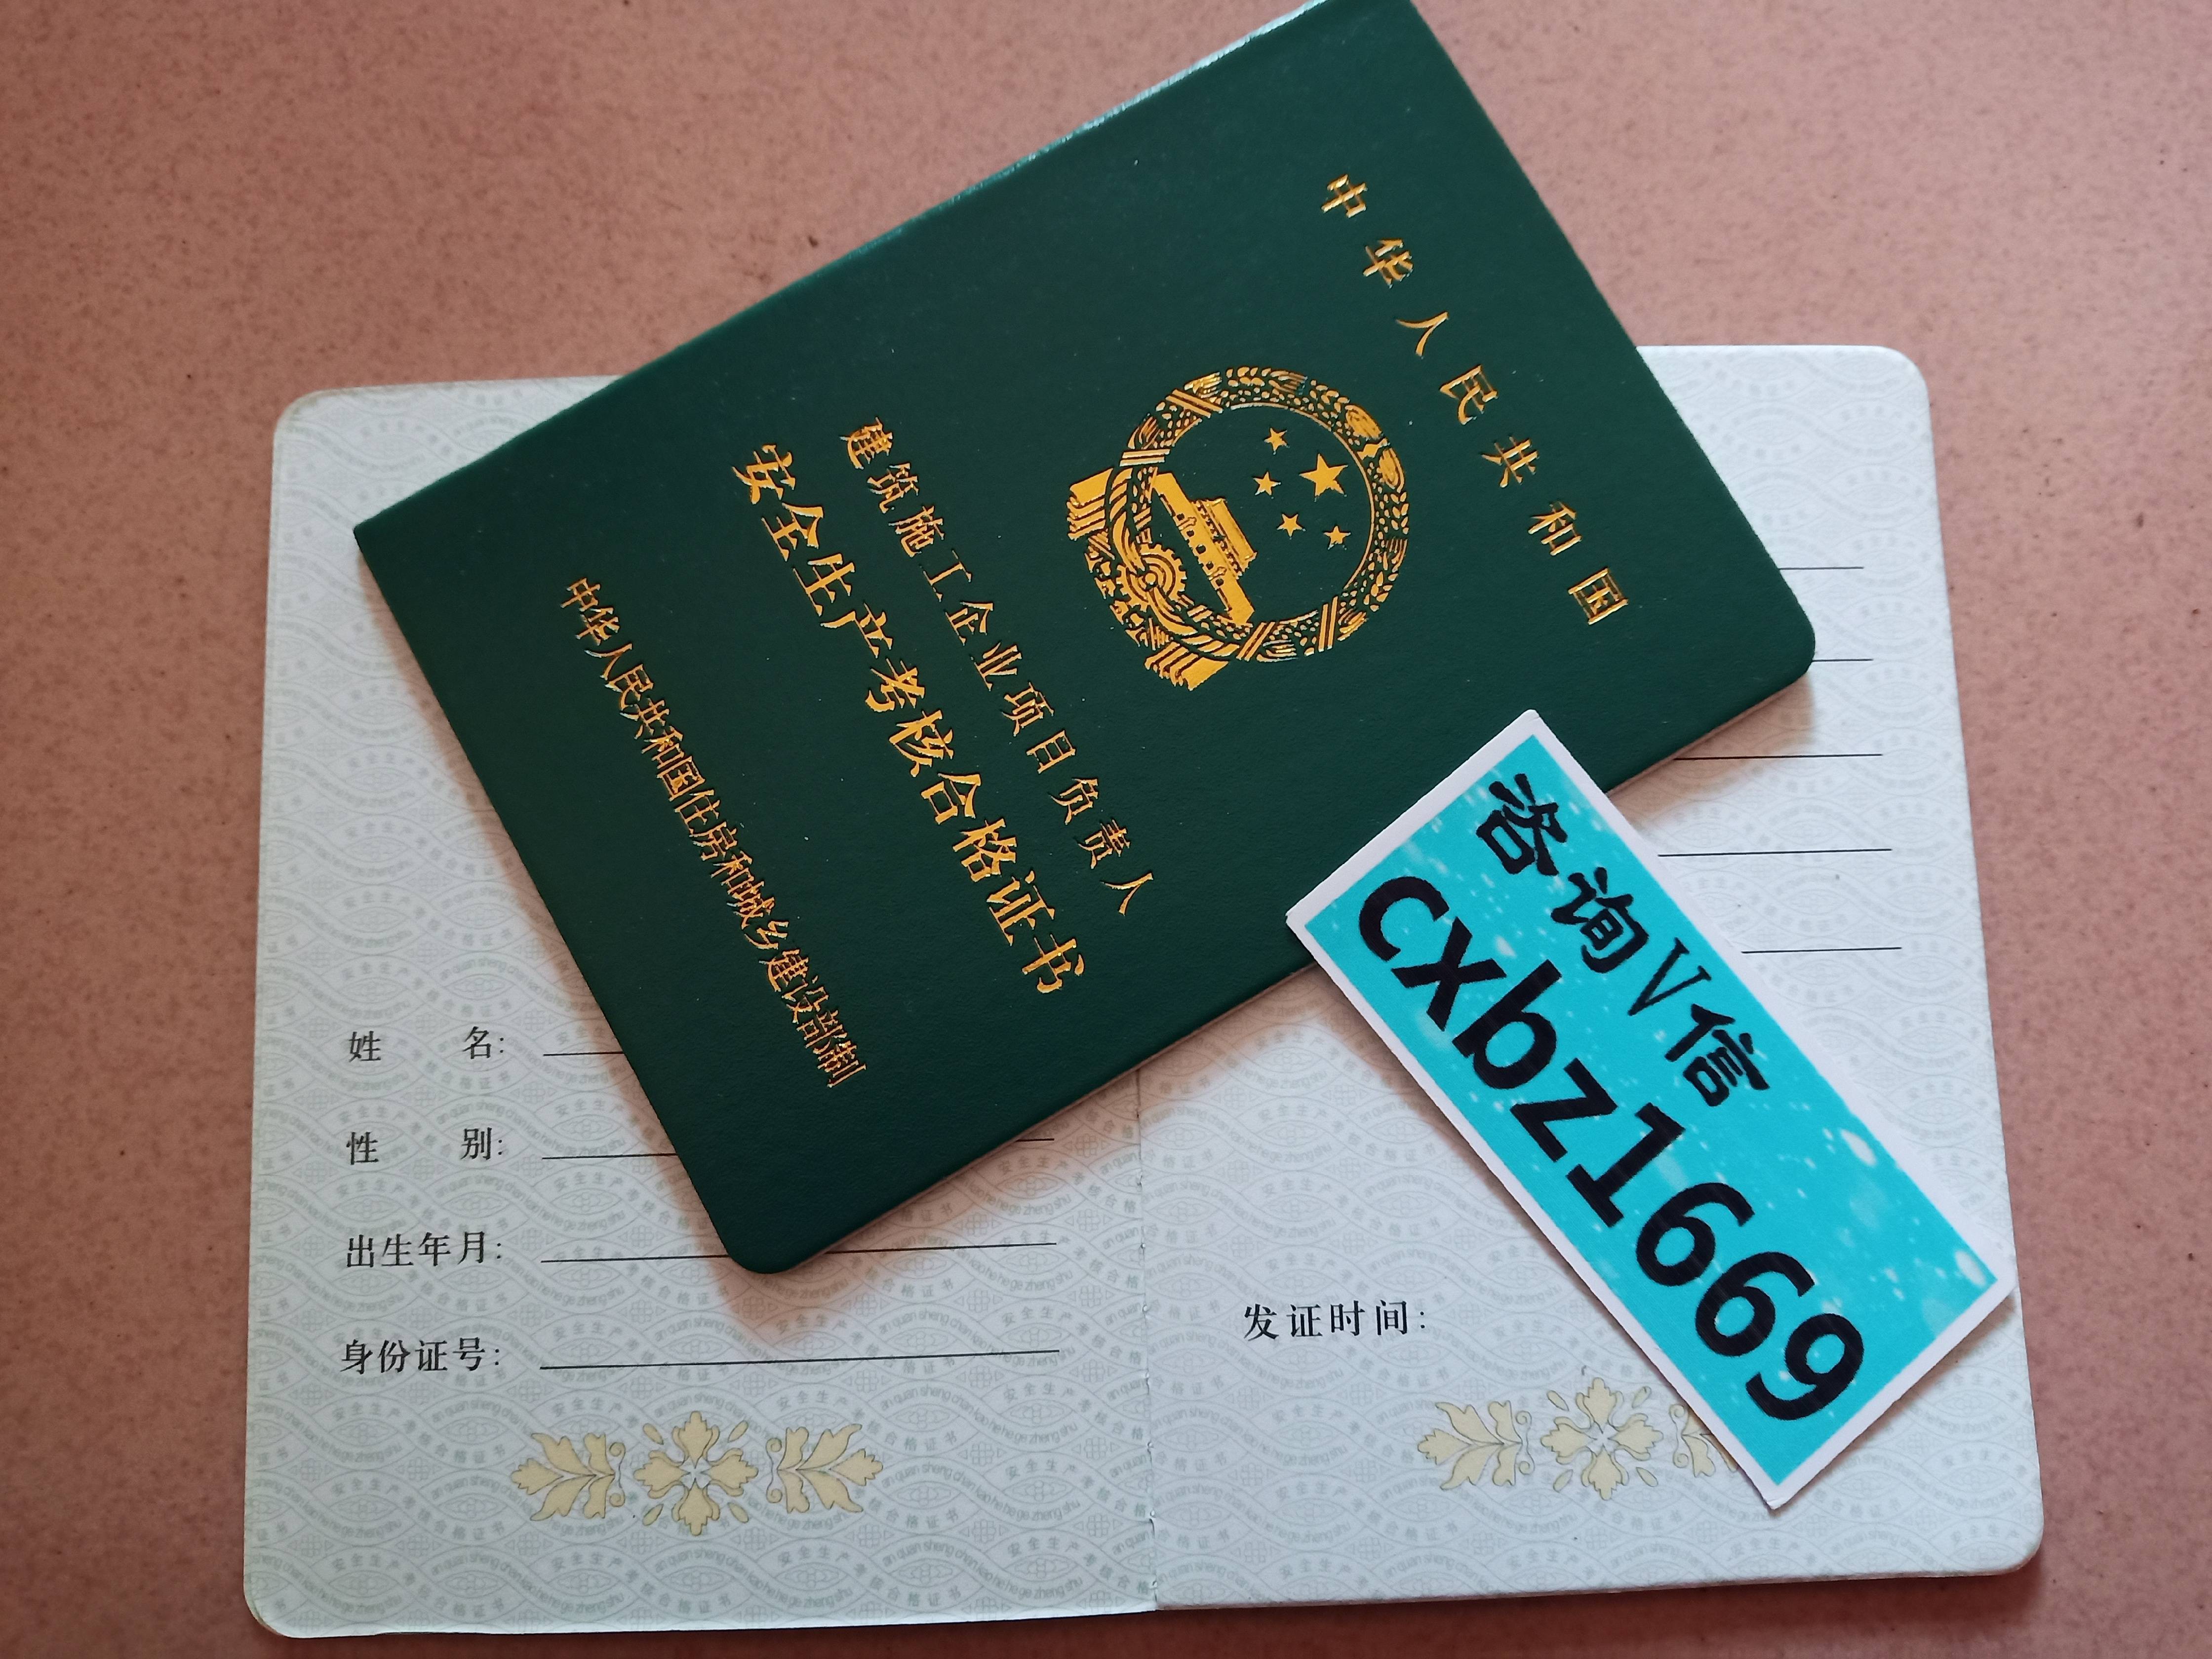 中华人民共和国
建筑施工企业项目负责人
安全生产考核合格证书
中华人民共和国住房和城乡建设部制
咨询V信
cxbz1669
姓 名:
性 别:
出生年月:
身份证号:
发证时间: